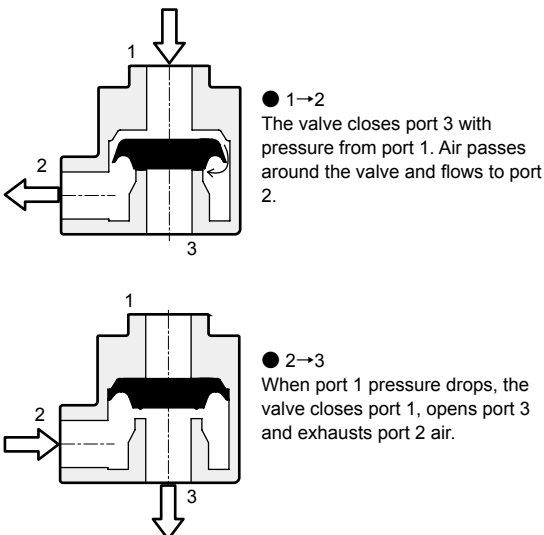 1
● 1→2
The valve closes port 3 with
pressure from port 1. Air passes
around the valve and flows to port
2.
2
3
1
● 2→3
When port 1 pressure drops, the
valve closes port 1, opens port 3
and exhausts port 2 air.
2
3